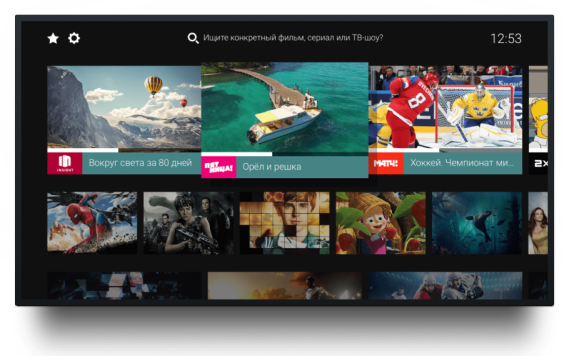 Ищите конкретный фильм, сериал или ТВ-шоу?
12:53
INSIGHT
Вокруг света за 80 дней
ПЯТНИЦА!
Орёл и решка
МАТЧ!
Хоккей. Чемпионат ми...
2×
8